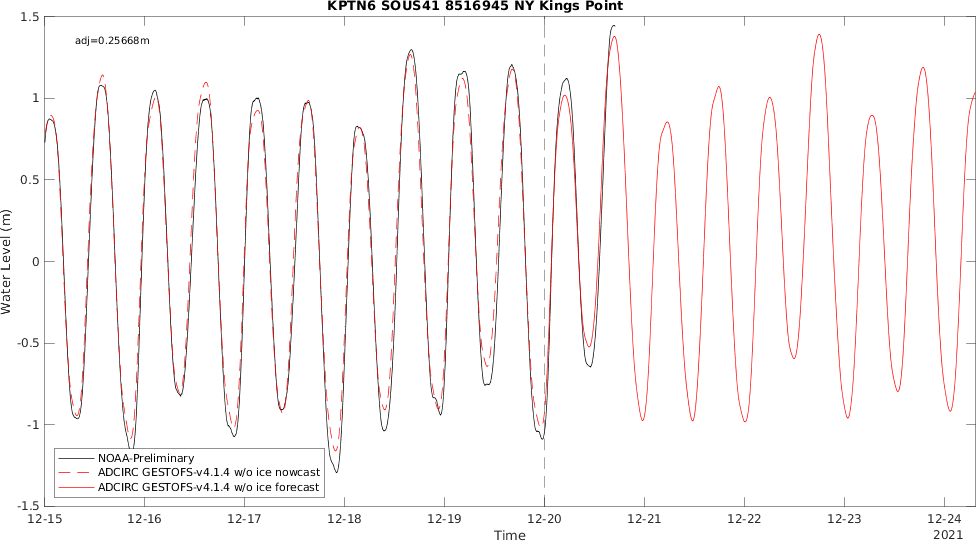 KPTN6 SOUS41 8516945 NY Kings Point
adj=0.25668m
1.5
1
0.5
0
-0.5
-1
-1.5
Water Level (m)
NOAA-Preliminary
ADCIRC GESTOFS-v4.1.4 w/o ice nowcast
ADCIRC GESTOFS-v4.1.4 w/o ice forecast
12-15 12-16 12-17 12-18 12-19 12-20 12-21 12-22 12-23 12-24
Time 2021